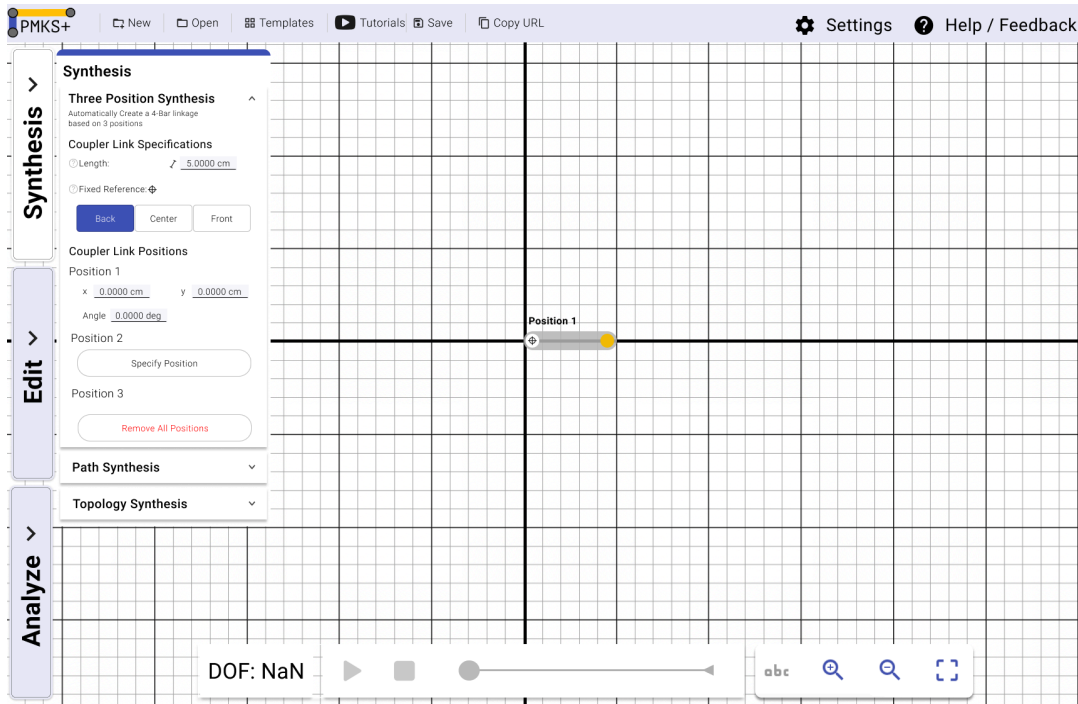 PMKS+
New
Open
Templates
Tutorials
Save
Copy URL
Settings
Help / Feedback
Synthesis
Edit
Analyze
Synthesis
Three Position Synthesis
Automatically Create a 4-Bar linkage
based on 3 positions
Coupler Link Specifications
Length: 5.0000 cm
Fixed Reference:
Back Center Front
Coupler Link Positions
Position 1
x 0.0000 cm y 0.0000 cm
Angle 0.0000 deg
Position 2
Specify Position
Position 3
Remove All Positions
Path Synthesis
Topology Synthesis
Position 1
DOF: NaN
abc